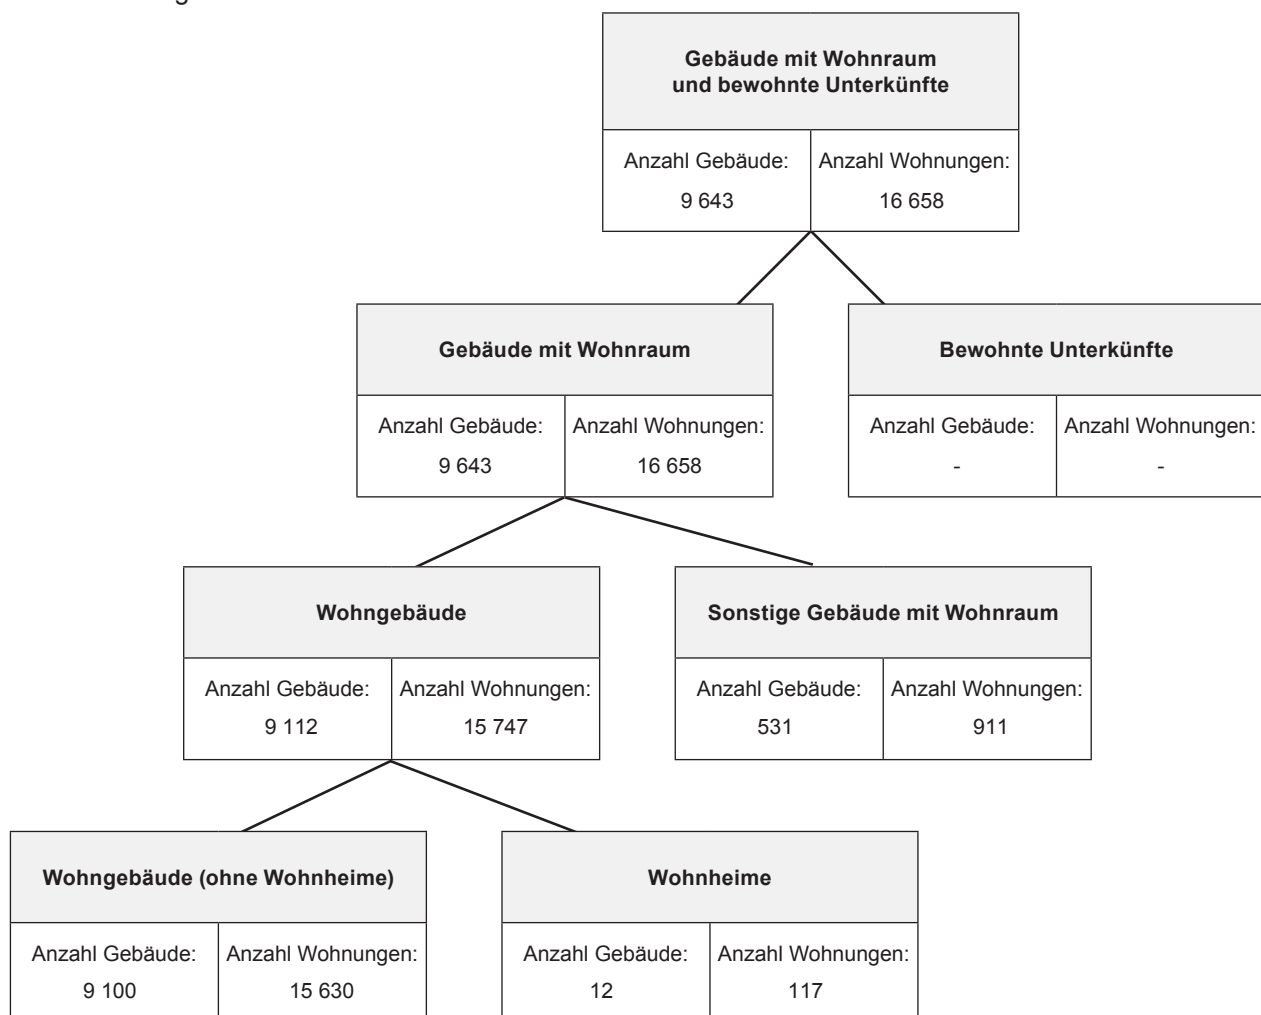 Gebäude mit Wohnraum
und bewohnte Unterkünfte
Anzahl Gebäude: Anzahl Wohnungen:
9 643 16 658
Gebäude mit Wohnraum Bewohnte Unterkünfte
Anzahl Gebäude: Anzahl Wohnungen: Anzahl Gebäude: Anzahl Wohnungen:
9 643 16 658 - -
Wohngebäude Sonstige Gebäude mit Wohnraum
Anzahl Gebäude: Anzahl Wohnungen: Anzahl Gebäude: Anzahl Wohnungen:
9 112 15 747 531 911
Wohngebäude (ohne Wohnheime) Wohnheime
Anzahl Gebäude: Anzahl Wohnungen: Anzahl Gebäude: Anzahl Wohnungen:
9 100 15 630 12 117